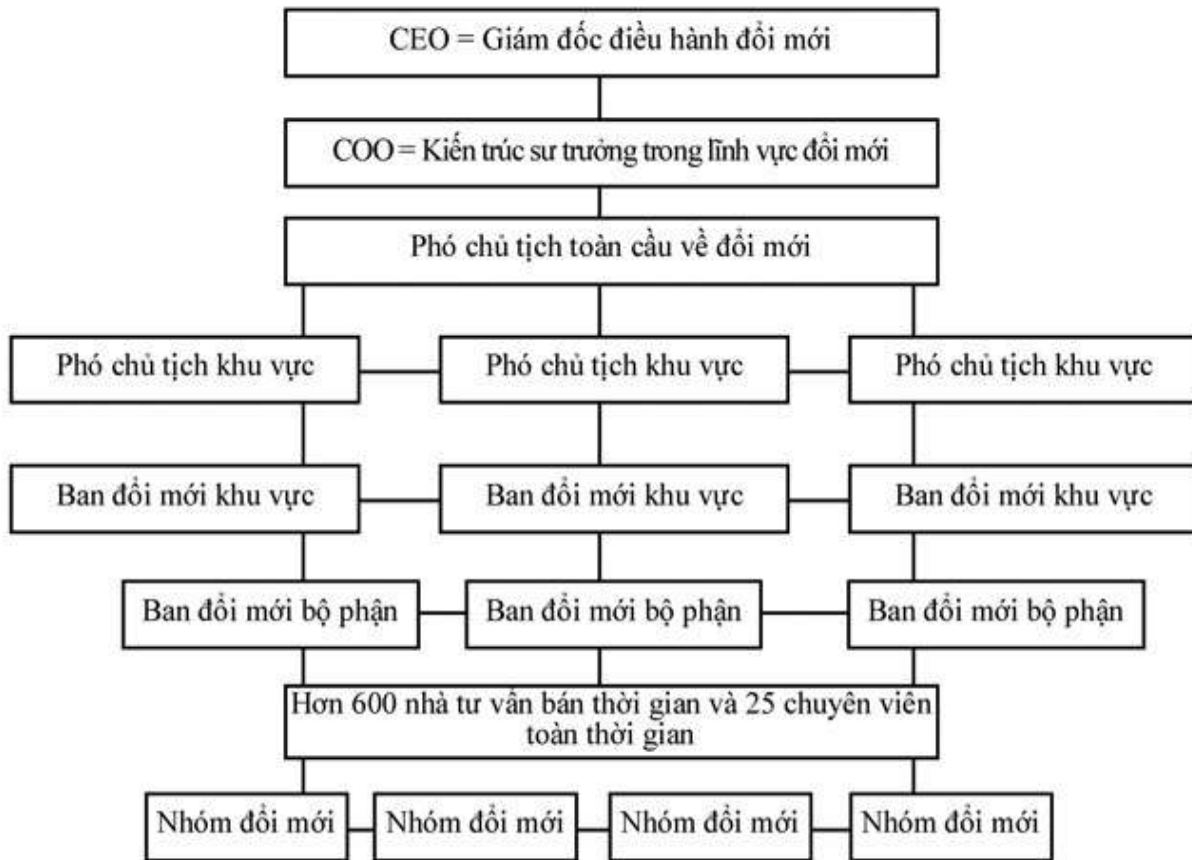 CEO = Giám đốc điều hành đổi mới
COO = Kiến trúc sư trưởng trong lĩnh vực đổi mới
Phó chủ tịch toàn cầu về đổi mới
Phó chủ tịch khu vực
Phó chủ tịch khu vực
Phó chủ tịch khu vực
Ban đổi mới khu vực
Ban đổi mới khu vực
Ban đổi mới khu vực
Ban đổi mới bộ phận
Ban đổi mới bộ phận
Ban đổi mới bộ phận
Hơn 600 nhà tư vấn bán thời gian và 25 chuyên viên
toàn thời gian
Nhóm đổi mới
Nhóm đổi mới
Nhóm đổi mới
Nhóm đổi mới